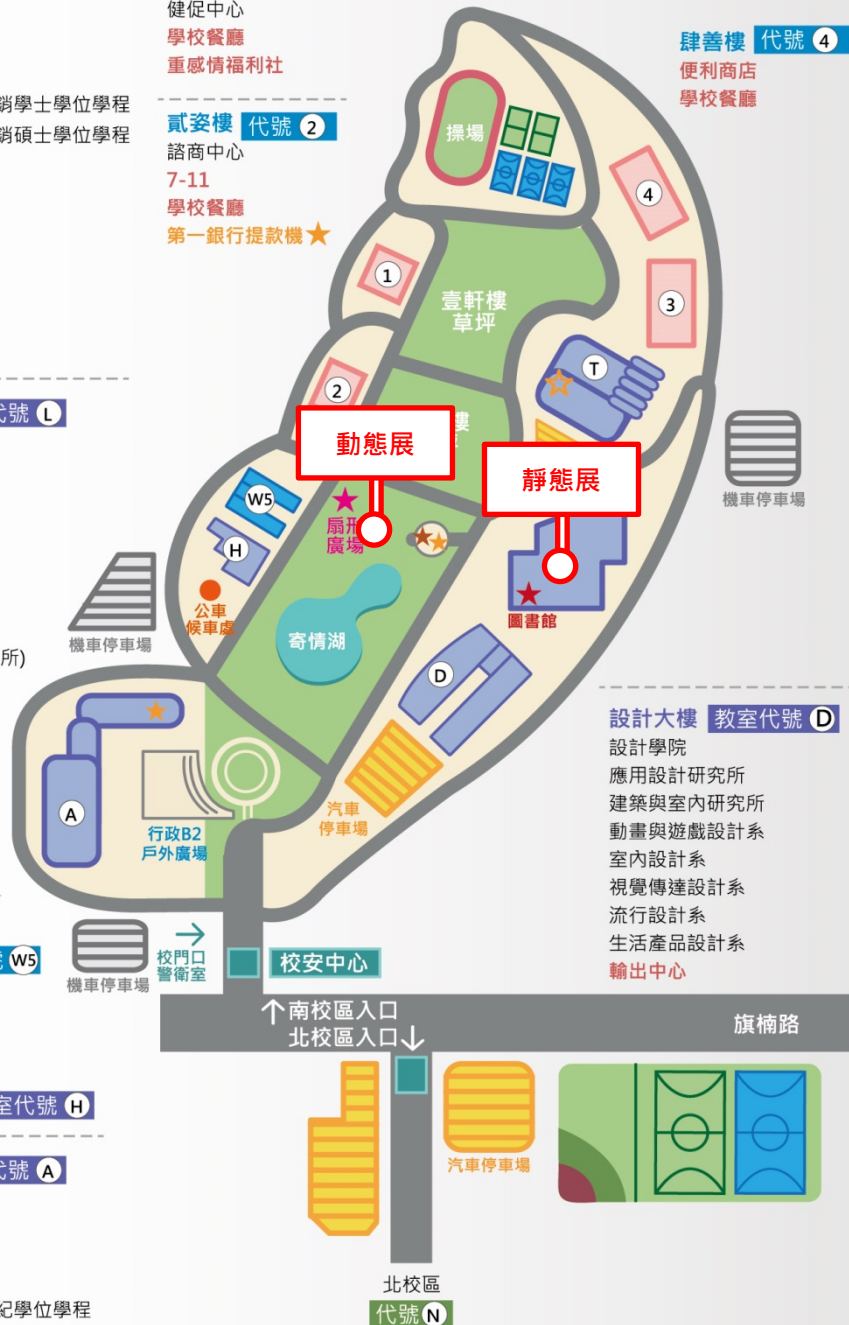 健促中心
學校餐廳
重感情福利社
銷學士學位學程
銷碩士學位學程
貳姿樓 代號 2
諮商中心
7-11
學校餐廳
第一銀行提款機
肆善樓 代號 4
便利商店
學校餐廳
操場
4
1
壹軒樓
草坪
3
T
2
樓
代號 L
動態展
靜態展
機車停車場
W5
扇形
廣場
H
公車
候車處
圖書館
機車停車場
寄情湖
所)
D
設計大樓 教室代號 D
設計學院
應用設計研究所
建築與室內研究所
動畫與遊戲設計系
室內設計系
視覺傳達設計系
流行設計系
生活產品設計系
輸出中心
A
行政B2
戶外廣場
汽車
停車場
號 W5
機車停車場
校門口
警衛室
校安中心
南校區入口
北校區入口
旗楠路
室代號 H
代號 A
汽車停車場
北校區
代號 N
紀學位學程